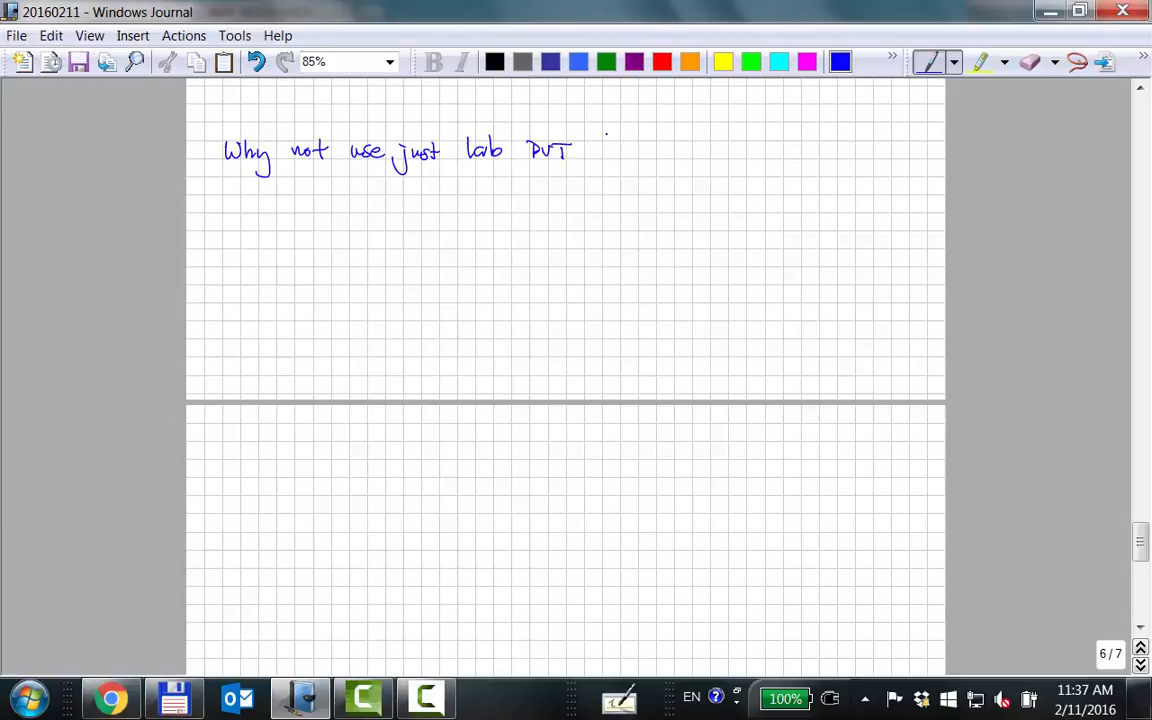 20160211 - Windows Journal
File Edit View Insert Actions Tools Help
85%
B I
Why not use just lab PVT
6 / 7
EN
100%
11:37 AM
2/11/2016